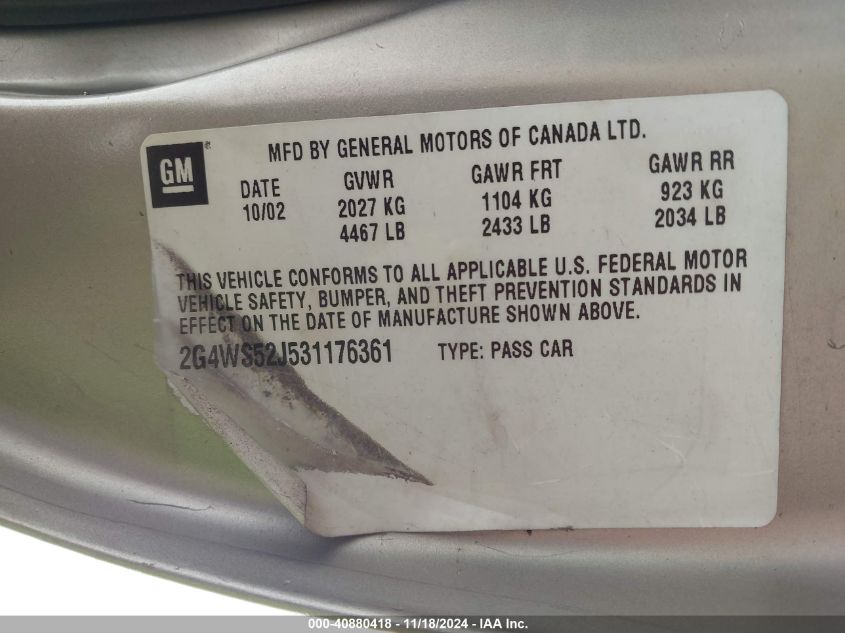 MFD BY GENERAL MOTORS OF CANADA LTD.
GM
DATE GVWR GAWR FRT GAWR RR
10/02 2027 KG 1104 KG 923 KG
4467 LB 2433 LB 2034 LB
THIS VEHICLE CONFORMS TO ALL APPLICABLE U.S. FEDERAL MOTOR
VEHICLE SAFETY, BUMPER, AND THEFT PREVENTION STANDARDS IN
EFFECT ON THE DATE OF MANUFACTURE SHOWN ABOVE.
2G4WS52J531176361 TYPE: PASS CAR
000-40880418 - 11/18/2024 - IAA Inc.